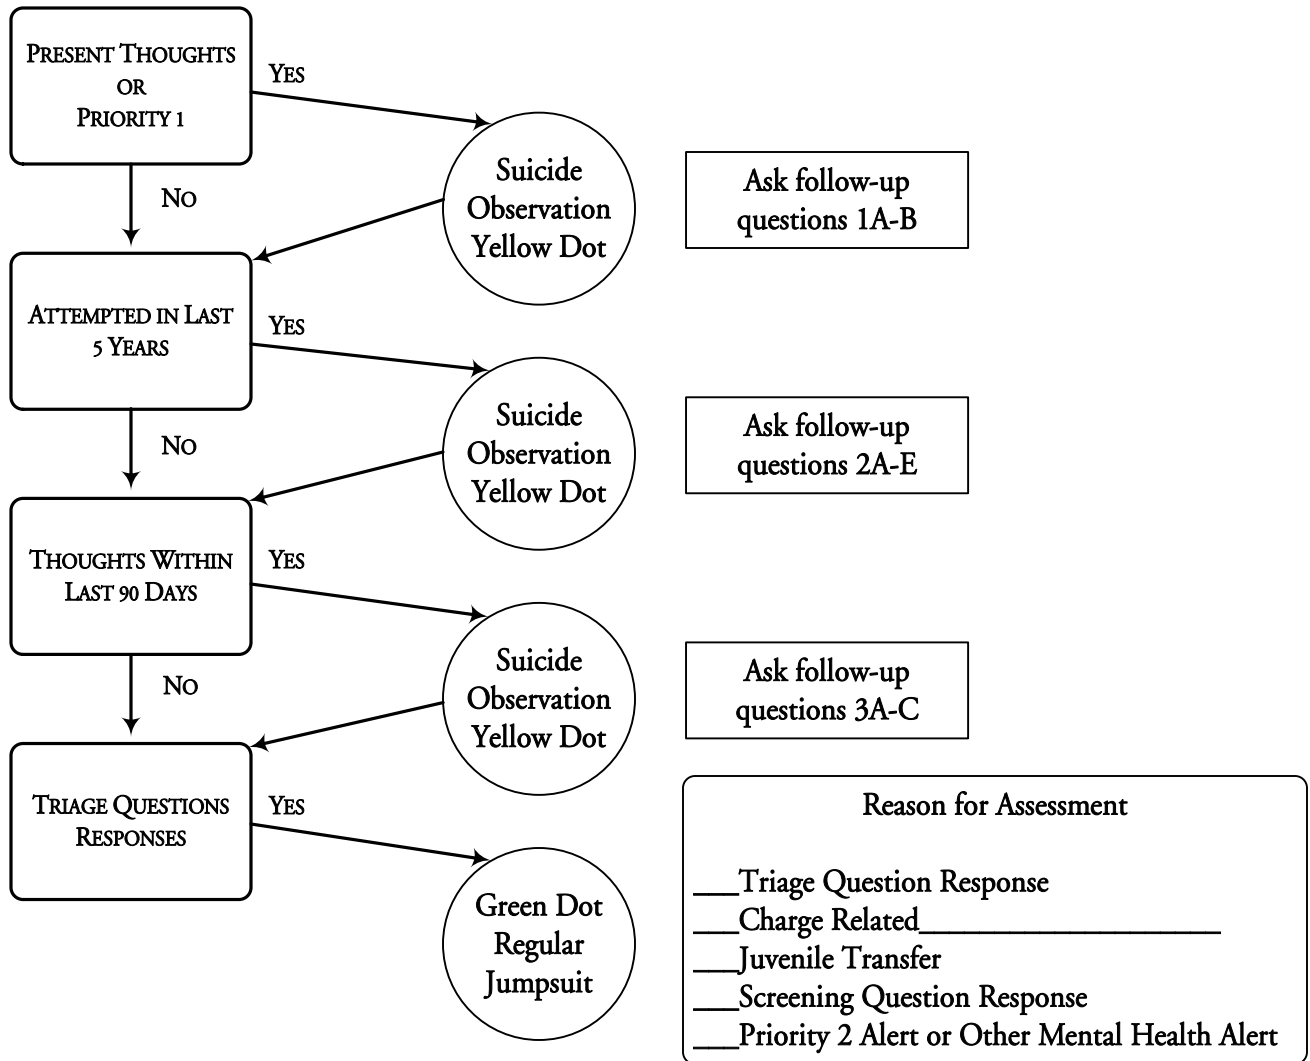 PRESENT THOUGHTS
OR
PRIORITY 1
YES
NO
Suicide
Observation
Yellow Dot
Ask follow-up
questions 1A-B
ATTEMPTED IN LAST
5 YEARS
YES
NO
Suicide
Observation
Yellow Dot
Ask follow-up
questions 2A-E
THOUGHTS WITHIN
LAST 90 DAYS
YES
NO
Suicide
Observation
Yellow Dot
Ask follow-up
questions 3A-C
TRIAGE QUESTIONS
RESPONSES
YES
Green Dot
Regular
Jumpsuit
Reason for Assessment
___Triage Question Response
___Charge Related____________________
___Juvenile Transfer
___Screening Question Response
___Priority 2 Alert or Other Mental Health Alert